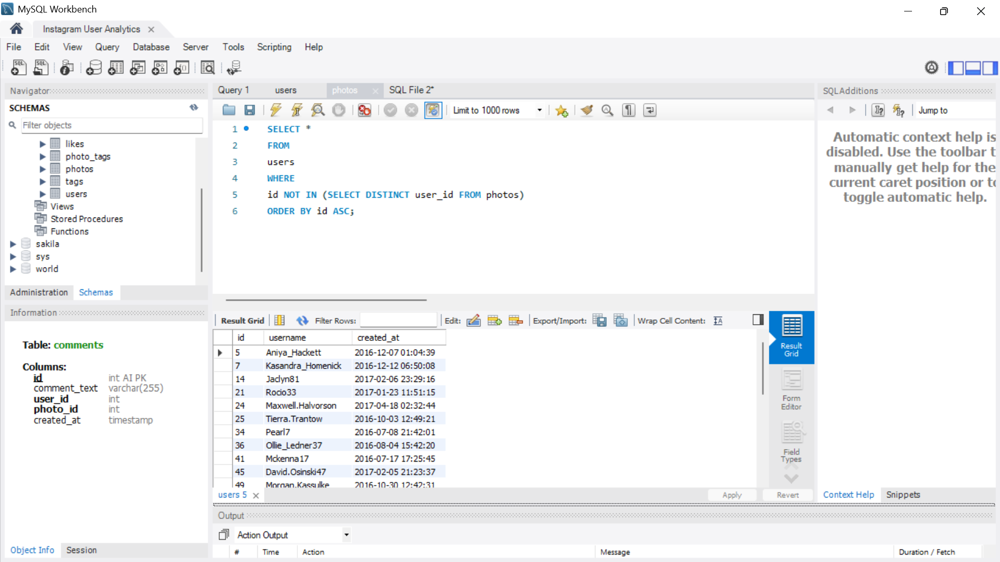 MySQL Workbench
Instagram User Analytics
File Edit View Query Database Server Tools Scripting Help
SQL SQL
Navigator
SCHEMAS
Filter objects
likes
photo_tags
photos
tags
users
Views
Stored Procedures
Functions
sakila
sys
world
Administration Schemas
Information
Table: comments
Columns:
id int AI PK
comment_text varchar(255)
user_id int
photo_id int
created_at timestamp
Object Info Session
Query 1 users photos SQL File 2*
Limit to 1000 rows
1 SELECT *
2 FROM
3 users
4 WHERE
5 id NOT IN (SELECT DISTINCT user_id FROM photos)
6 ORDER BY id ASC;
Result Grid Filter Rows: Edit: Export/Import: Wrap Cell Content: IA
id username created_at
5 Aniya_Hackett 2016-12-07 01:04:39
7 Kasandra_Homenick 2016-12-12 06:50:08
14 Jaclyn81 2017-02-06 23:29:16
21 Rocio33 2017-01-23 11:51:15
24 Maxwell.Halvorson 2017-04-18 02:32:44
25 Tierra.Trantow 2016-10-03 12:49:21
34 Pearl7 2016-07-08 21:42:01
36 Ollie_Ledner37 2016-08-04 15:42:20
41 Mckenna17 2016-07-17 17:25:45
45 David.Osinski47 2017-02-05 21:23:37
49 Morgan.Kassulke 2016-10-30 12:42:31
Result
Grid
Form
Editor
Field
Types
users 5 Apply Revert
Output
Action Output
# Time Action Message Duration / Fetch
SQLAdditions
Jump to
Automatic context help is
disabled. Use the toolbar t
manually get help for the
current caret position or to
toggle automatic help.
Context Help Snippets